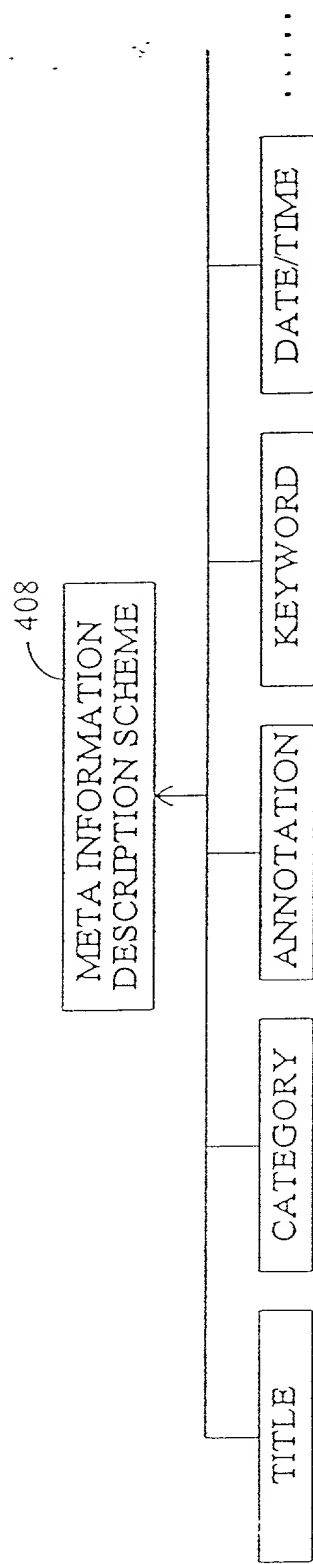 408
META INFORMATION
DESCRIPTION SCHEME
TITLE
CATEGORY
ANNOTATION
KEYWORD
DATE/TIME
.....